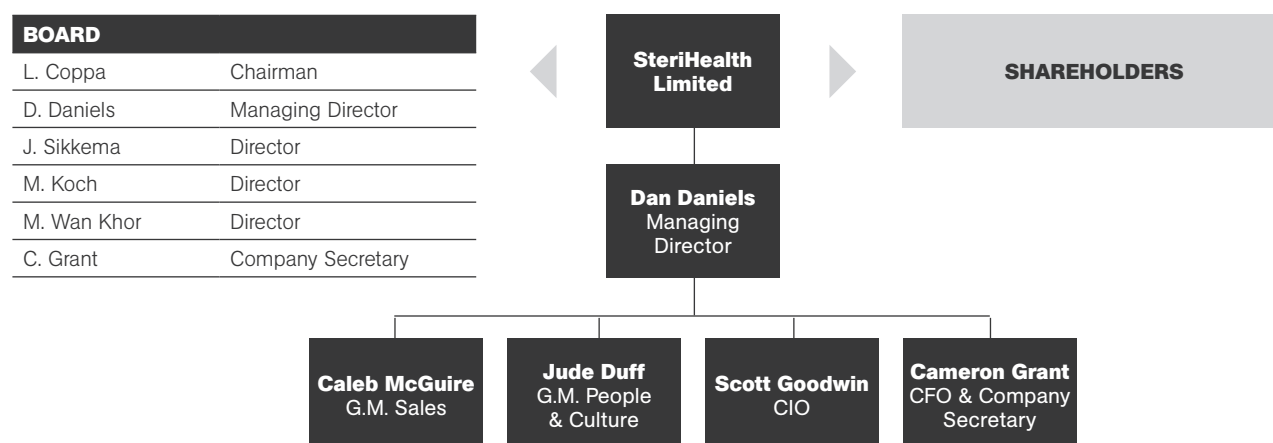 BOARD
L. Coppa Chairman
D. Daniels Managing Director
J. Sikkema Director
M. Koch Director
M. Wan Khor Director
C. Grant Company Secretary
SteriHealth
Limited
SHAREHOLDERS
Dan Daniels
Managing
Director
Caleb McGuire
G.M. Sales
Jude Duff
G.M. People
& Culture
Scott Goodwin
CIO
Cameron Grant
CFO & Company
Secretary